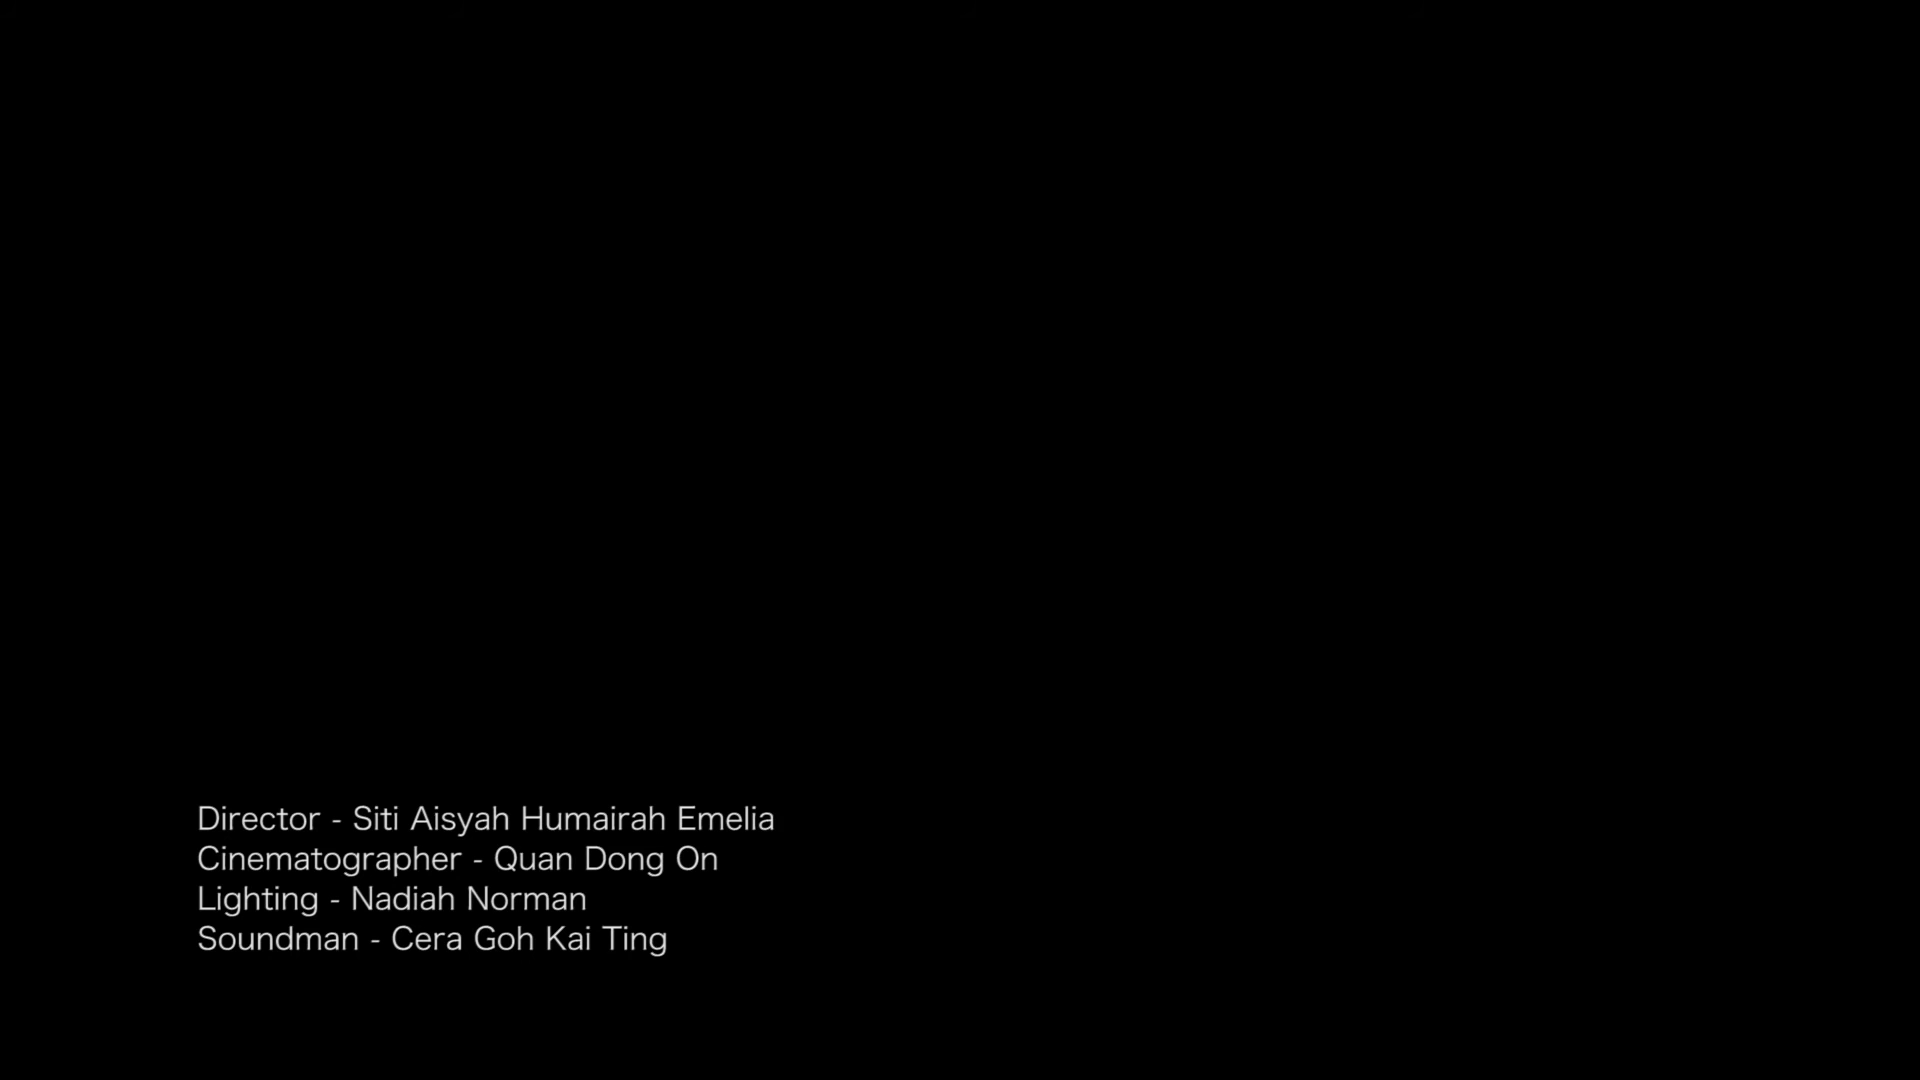 Director - Siti Aisyah Humairah Emelia
Cinematographer - Quan Dong On
Lighting - Nadiah Norman
Soundman - Cera Goh Kai Ting